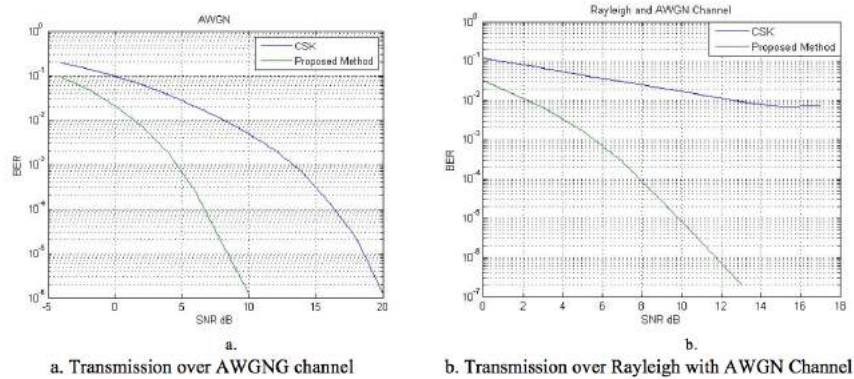 AWGN
10^0
10^-1
10^-2
10^-3
10^-4
10^-5
10^-6
BER
CSK
Proposed Method
-5 0 5 10 15 20
SNR dB
a.
a. Transmission over AWGNG channel
Rayleigh and AWGN Channel
10^0
10^-1
10^-2
10^-3
10^-4
10^-5
10^-6
10^-7
BER
CSK
Proposed Method
0 2 4 6 8 10 12 14 16 18
SNR dB
b.
b. Transmission over Rayleigh with AWGN Channel